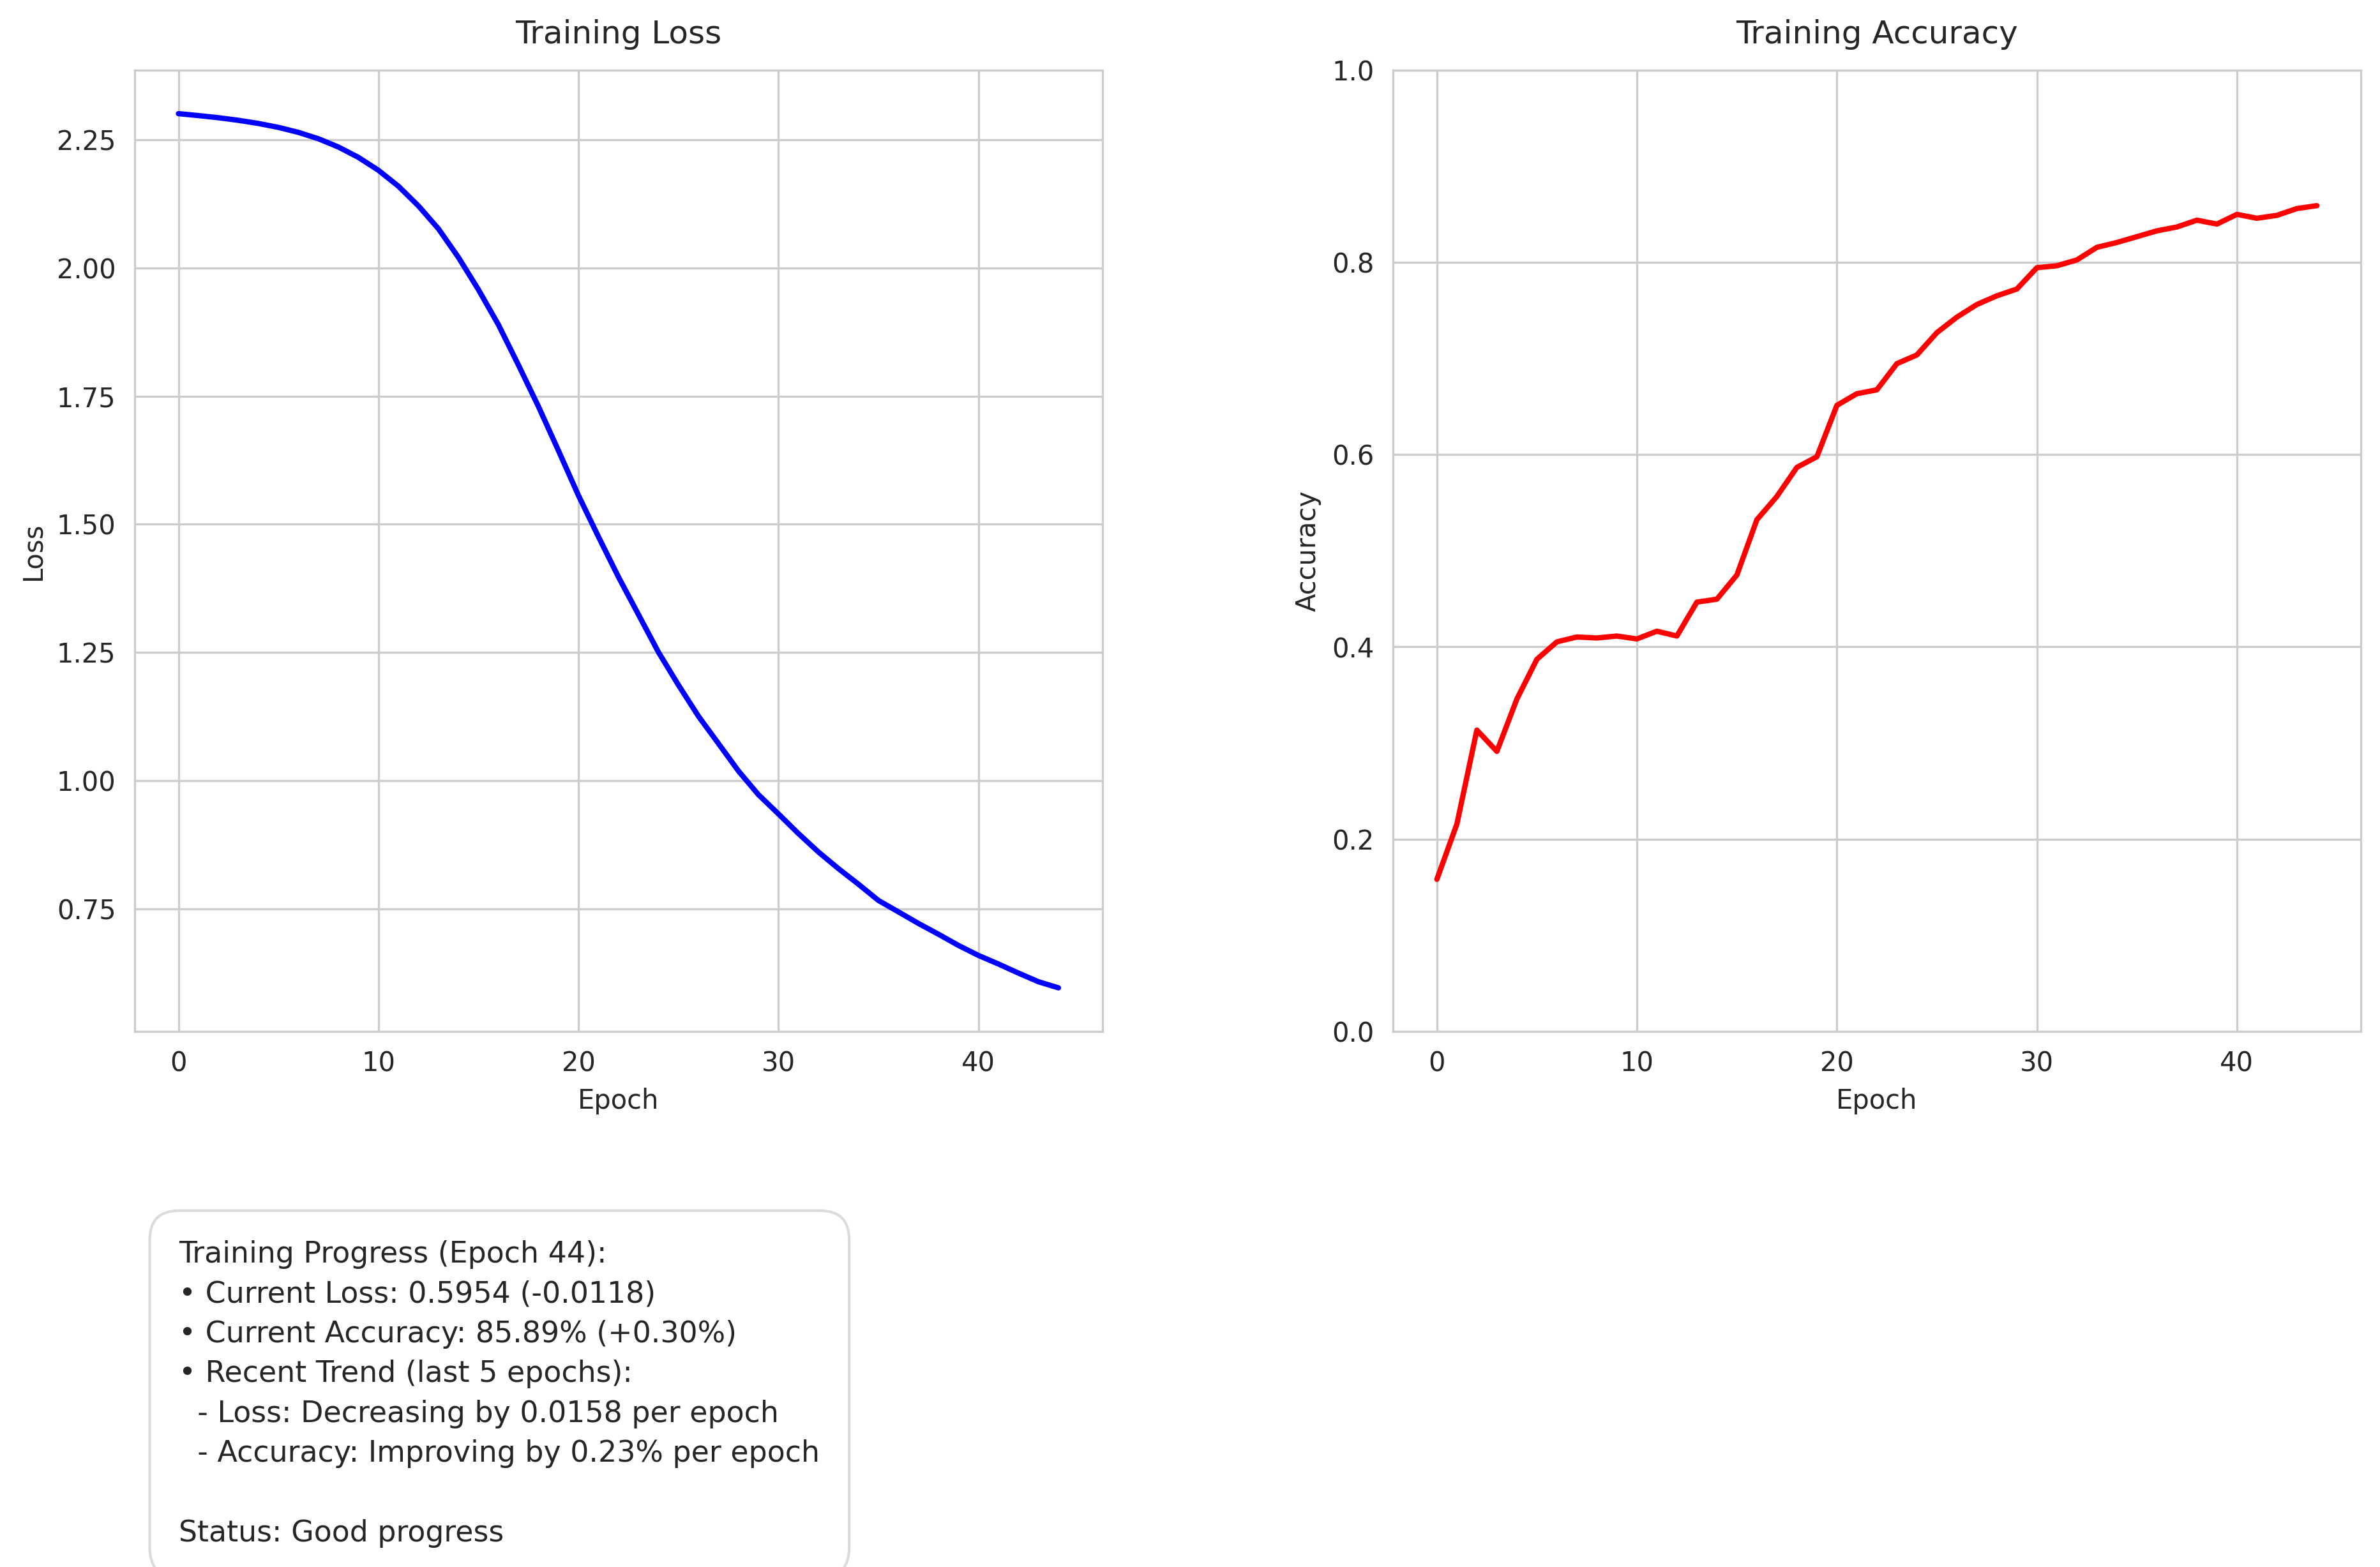 Training Loss
2.25
2.00
1.75
1.50
1.25
1.00
0.75
Loss
0
10
20
30
40
Epoch
Training Accuracy
1.0
0.8
0.6
0.4
0.2
0.0
Accuracy
0
10
20
30
40
Epoch
Training Progress (Epoch 44):
• Current Loss: 0.5954 (-0.0118)
• Current Accuracy: 85.89% (+0.30%)
• Recent Trend (last 5 epochs):
- Loss: Decreasing by 0.0158 per epoch
- Accuracy: Improving by 0.23% per epoch
Status: Good progress